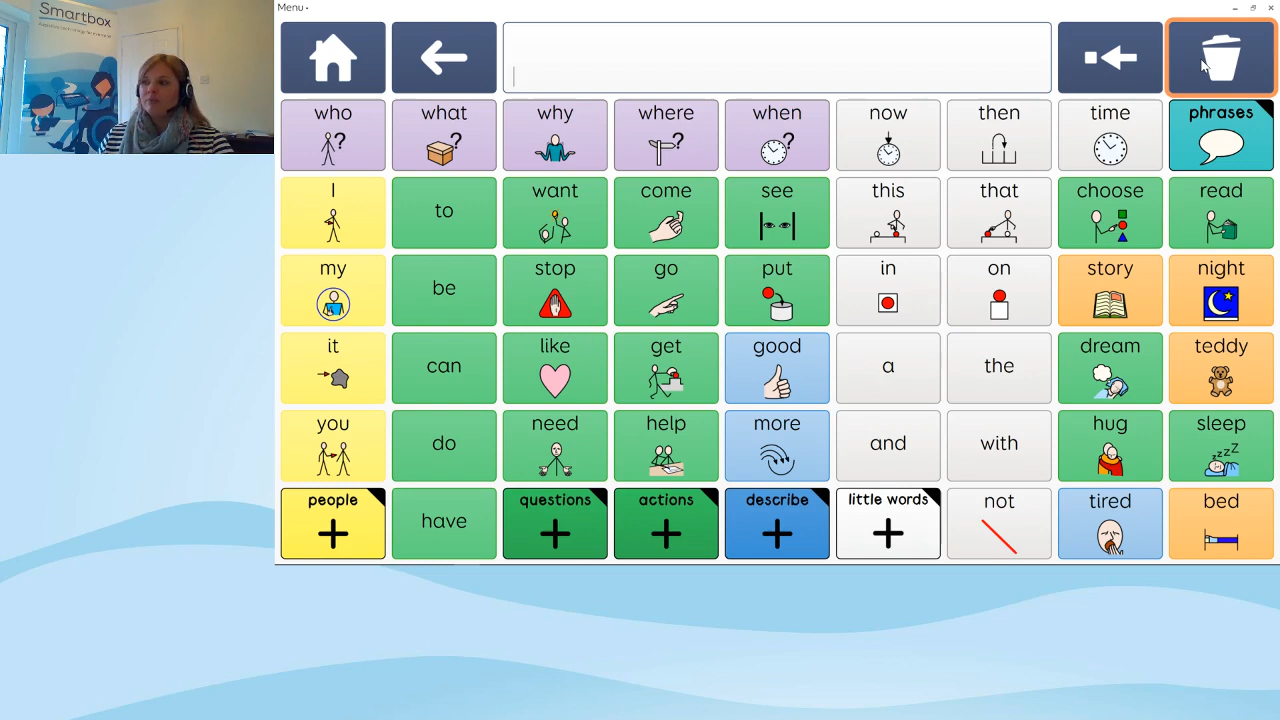 Smartbox
Menu
who what why where when now then time phrases
I to want come see this that choose read
my be stop go put in on story night
it can like get good a the dream teddy
you do need help more and with hug sleep
people have questions actions describe little words not tired bed